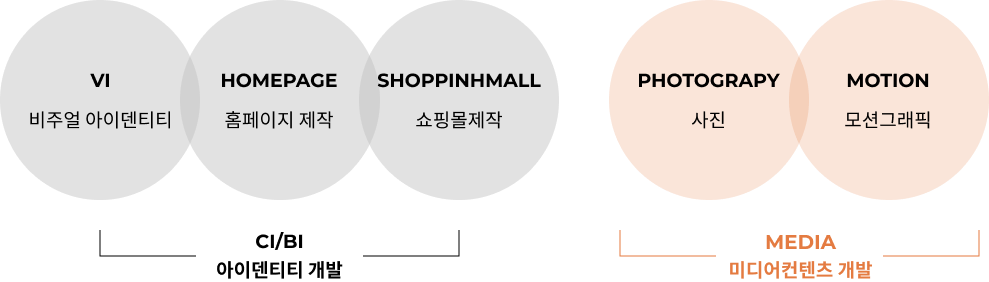 VI
비주얼 아이덴티티
HOMEPAGE
홈페이지 제작
SHOPPINHMALL
쇼핑몰제작
PHOTOGRAPY
사진
MOTION
모션그래픽
CI/BI
아이덴티티 개발
MEDIA
미디어컨텐츠 개발